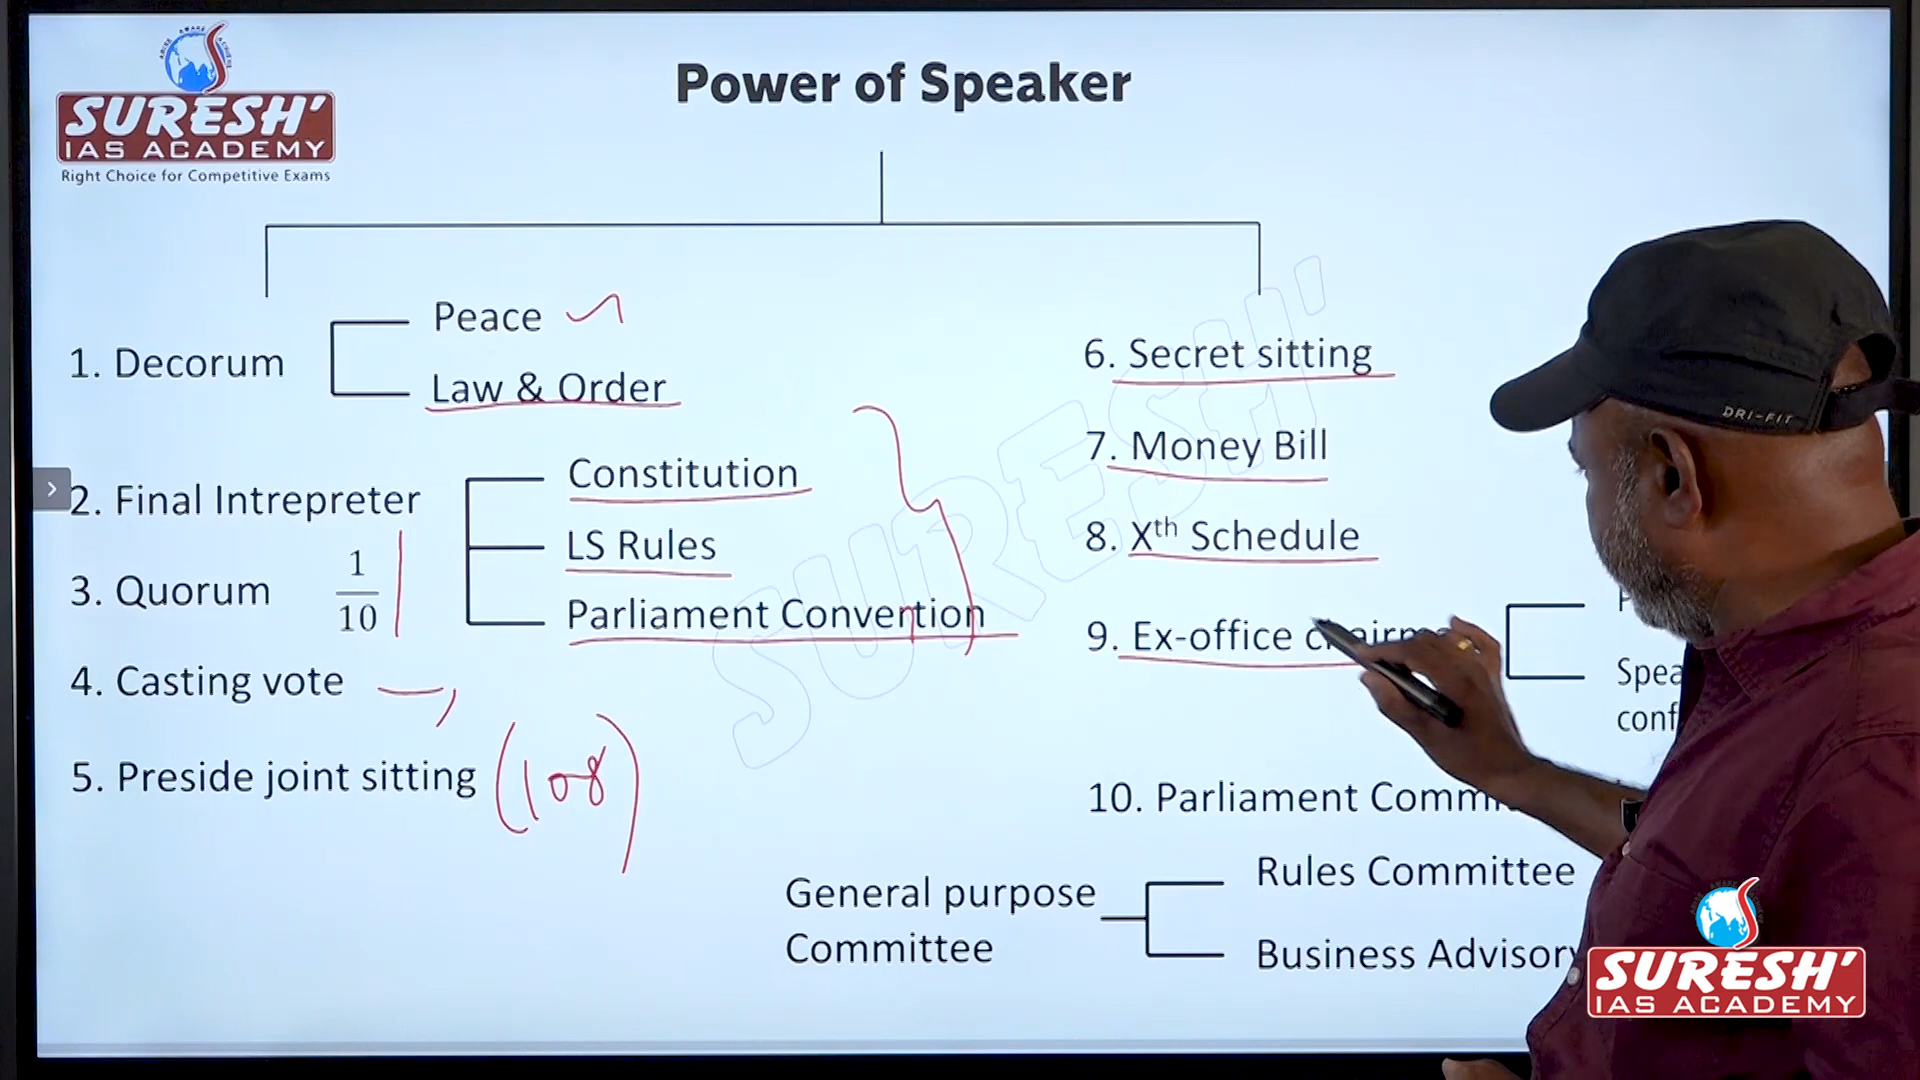 SURESH'
IAS ACADEMY
Right Choice for Competitive Exams
Power of Speaker
1. Decorum
Peace
Law & Order
2. Final Intrepreter
Constitution
LS Rules
Parliament Convention
3. Quorum 1/10
4. Casting vote
5. Preside joint sitting (108)
6. Secret sitting
7. Money Bill
8. Xth Schedule
9. Ex-office
10. Parliament
General purpose
Committee
Rules Committee
Business Advisory
SURESH'
DRI-FIT
SURESH'
IAS ACADEMY